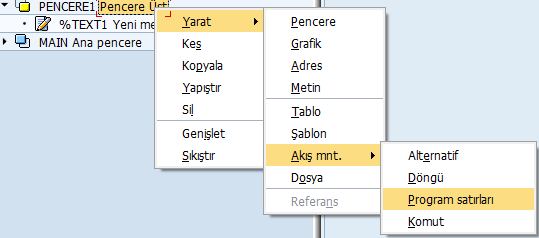 PENCERE1 Pencere Üst
%TEXT1 Yeni me
MAIN Ana pencere
Yarat
Kes
Kopyala
Yapıştır
Sil
Genişlet
Sıkıştır
Pencere
Grafik
Adres
Metin
Tablo
Şablon
Akış mnt.
Dosya
Referans
Alternatif
Döngü
Program satırları
Komut